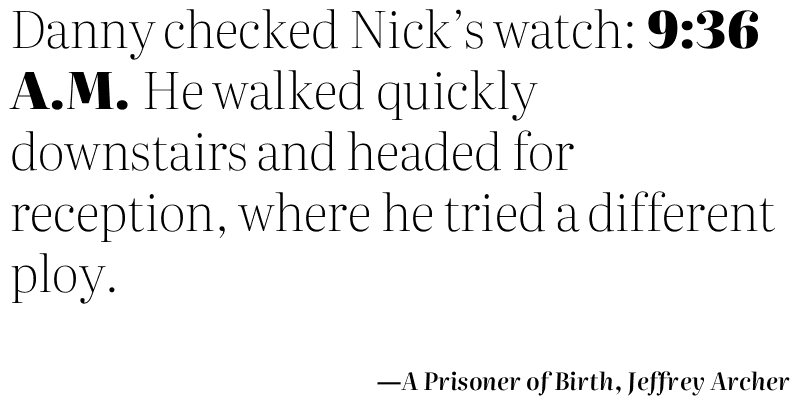 Danny checked Nick’s watch: 9:36
A.M. He walked quickly
downstairs and headed for
reception, where he tried a different
ploy.
—A Prisoner of Birth, Jeffrey Archer